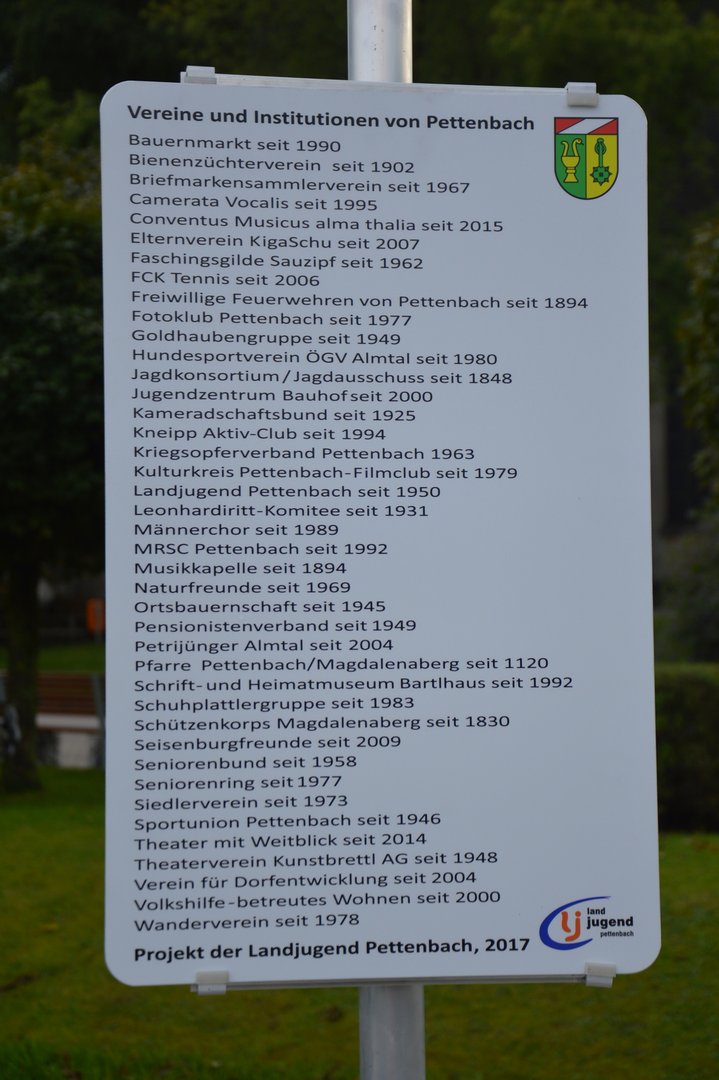 Vereine und Institutionen von Pettenbach
Bauernmarkt seit 1990
Bienenzüchterverein seit 1902
Briefmarkensammlerverein seit 1967
Camerata Vocalis seit 1995
Conventus Musicus alma thalia seit 2015
Elternverein KigaSchu seit 2007
Faschingsgilde Sauzipf seit 1962
FCK Tennis seit 2006
Freiwillige Feuerwehren von Pettenbach seit 1894
Fotoklub Pettenbach seit 1977
Goldhaubengruppe seit 1949
Hundesportverein ÖGV Almtal seit 1980
Jagdkonsortium/Jagdausschuss seit 1848
Jugendzentrum Bauhof seit 2000
Kameradschaftsbund seit 1925
Kneipp Aktiv-Club seit 1994
Kriegsopferverband Pettenbach 1963
Kulturkreis Pettenbach-Filmclub seit 1979
Landjugend Pettenbach seit 1950
Leonhardiritt-Komitee seit 1931
Männerchor seit 1989
MRSC Pettenbach seit 1992
Musikkapelle seit 1894
Naturfreunde seit 1969
Ortsbauernschaft seit 1945
Pensionistenverband seit 1949
Petrijünger Almtal seit 2004
Pfarre Pettenbach/Magdalenaberg seit 1120
Schrift-und Heimatmuseum Bartlhaus seit 1992
Schuhplattlergruppe seit 1983
Schützenkorps Magdalenaberg seit 1830
Seisenburgfreunde seit 2009
Seniorenbund seit 1958
Seniorenring seit 1977
Siedlerverein seit 1973
Sportunion Pettenbach seit 1946
Theater mit Weitblick seit 2014
Theaterverein Kunstbrettl AG seit 1948
Verein für Dorfentwicklung seit 2004
Volkshilfe-betreutes Wohnen seit 2000
Wanderverein seit 1978
Projekt der Landjugend Pettenbach, 2017
lj land
jugend
pettenbach